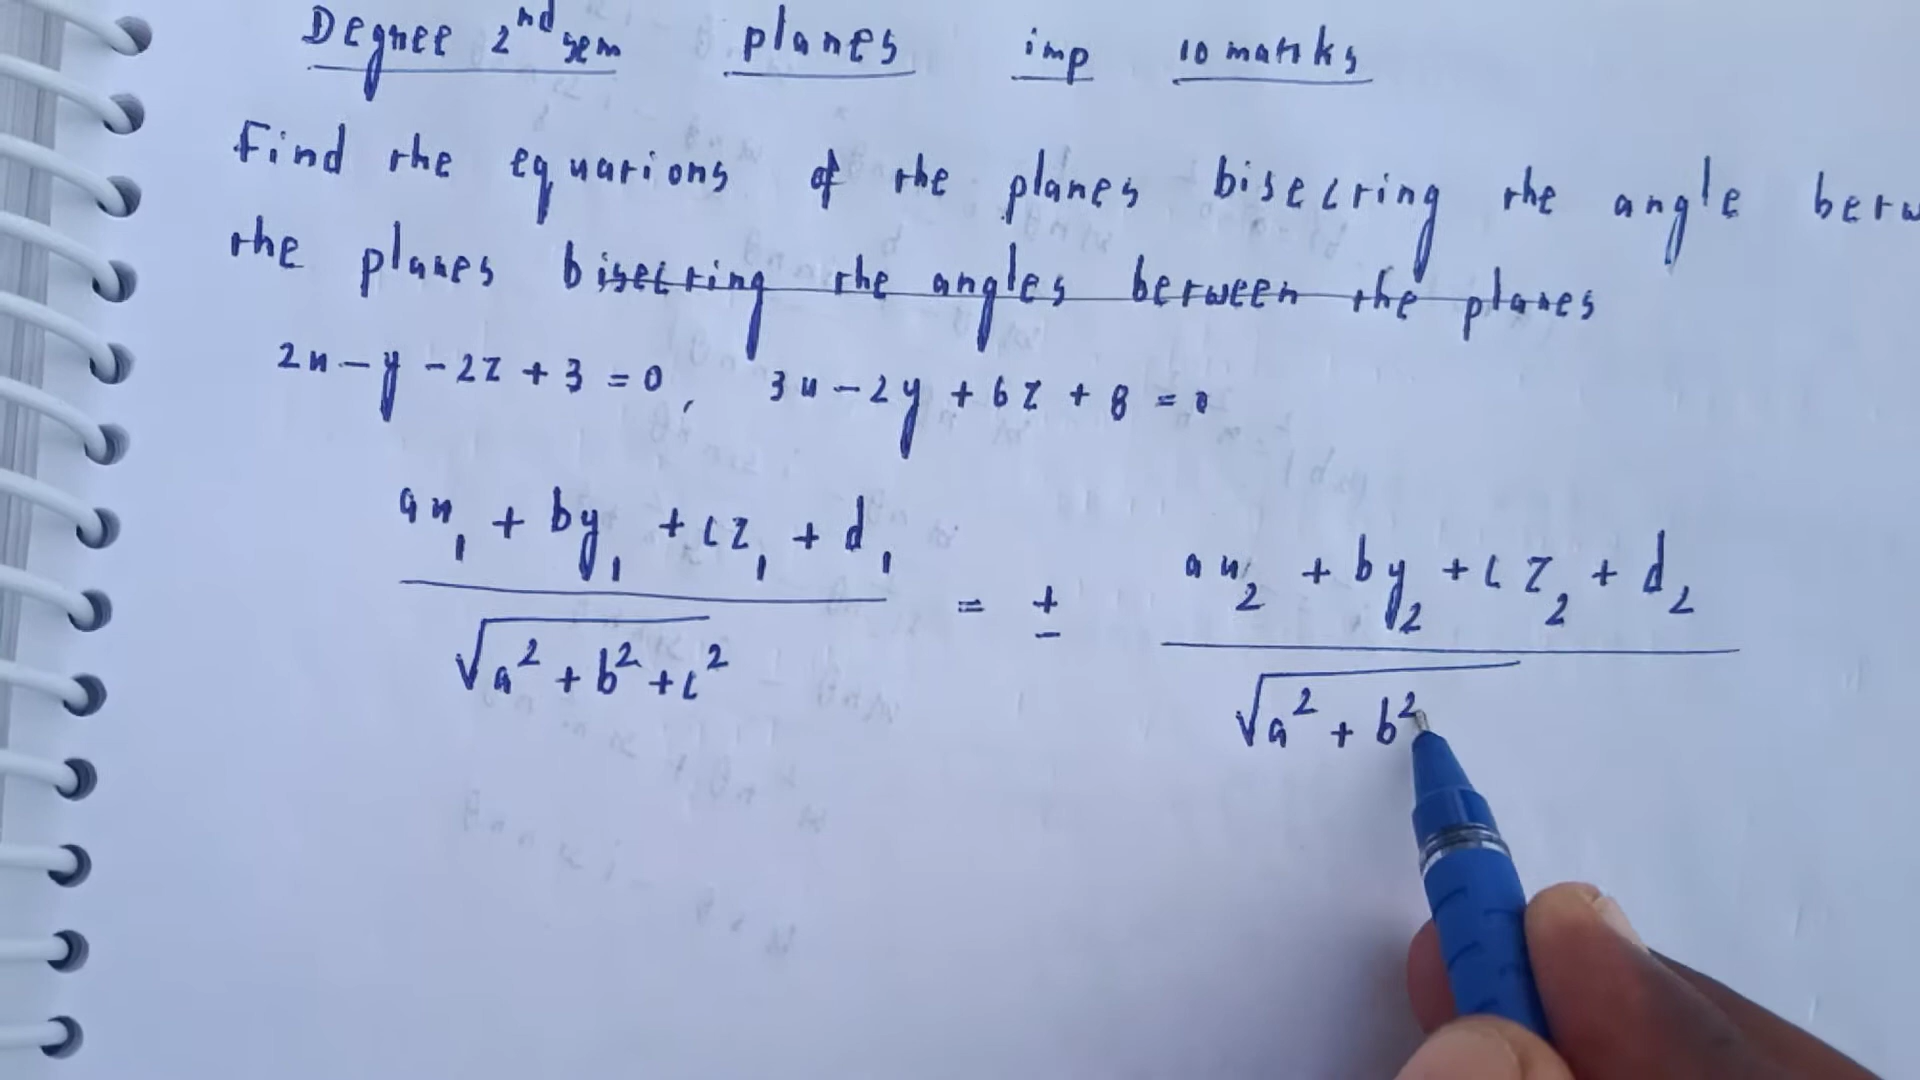 Degree 2nd sem planes imp 10 marks
Find the equations of the planes bisecting the angle betw
the planes bisecting the angles between the planes
2x - y - 2z + 3 = 0, 3x - 2y + 6z + 8 = 0
ax₁ + by₁ + cz₁ + d₁ / √a² + b² + c² = ± ax₂ + by₂ + cz₂ + d₂ / √a² + b²